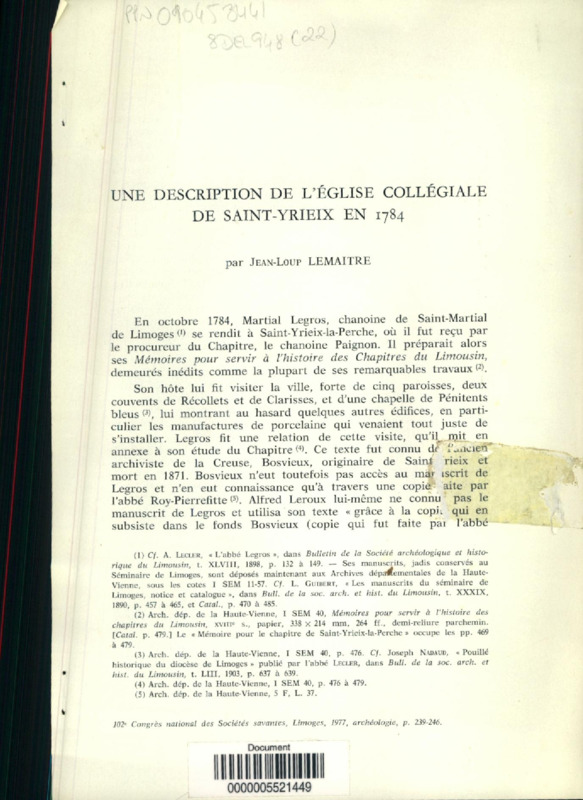 PPN 090453441
8DEL948 (22)
UNE DESCRIPTION DE L'ÉGLISE COLLÉGIALE
DE SAINT-YRIEIX EN 1784
par Jean-Loup LEMAITRE
En octobre 1784, Martial Legros, chanoine de Saint-Martial
de Limoges (1) se rendit à Saint-Yrieix-la-Perche, où il fut reçu par
le procureur du Chapitre, le chanoine Paignon. Il préparait alors
ses Mémoires pour servir à l'histoire des Chapitres du Limousin,
demeurés inédits comme la plupart de ses remarquables travaux (2).
Son hôte lui fit visiter la ville, forte de cinq paroisses, deux
couvents de Récollets et de Clarisses, et d'une chapelle de Pénitents
bleus (3), lui montrant au hasard quelques autres édifices, en parti-
culier les manufactures de porcelaine qui venaient tout juste de
s'installer. Legros fit une relation de cette visite, qu'il mit en
annexe à son étude du Chapitre (4). Ce texte fut connu de l'ancien
archiviste de la Creuse, Bosvieux, originaire de Saint rieix et
mort en 1871. Bosvieux n'eut toutefois pas accès au manuscrit de
Legros et n'en eut connaissance qu'à travers une copie faite par
l'abbé Roy-Pierrefitte (5). Alfred Leroux lui-même ne connu pas le
manuscrit de Legros et utilisa son texte « grâce à la copie qui en
subsiste dans le fonds Bosvieux (copie qui fut faite par l'abbé
(1) Cf. A. Lecler, « L'abbé Legros », dans Bulletin de la Société archéologique et histo-
rique du Limousin, t. XLVIII, 1898, p. 132 à 149. — Ses manuscrits, jadis conservés au
Séminaire de Limoges, sont déposés maintenant aux Archives départementales de la Haute-
Vienne, sous les cotes I SEM 11-57. Cf. L. Guibert, « Les manuscrits du séminaire de
Limoges, notice et catalogue », dans Bull. de la soc. arch. et hist. du Limousin, t. XXXIX,
1890, p. 457 à 465, et Catal., p. 470 à 485.
(2) Arch. dép. de la Haute-Vienne, I SEM 40, Mémoires pour servir à l'histoire des
chapitres du Limousin, XVIIIe s., papier, 338 × 214 mm, 264 ff., demi-reliure parchemin.
[Catal. p. 479.] Le « Mémoire pour le chapitre de Saint-Yrieix-la-Perche » occupe les pp. 469
à 479.
(3) Arch. dép. de la Haute-Vienne, I SEM 40, p. 476. Cf. Joseph Nadaud, « Pouillé
historique du diocèse de Limoges » publié par l'abbé Lecler, dans Bull. de la soc. arch. et
hist. du Limousin, t. LIII, 1903, p. 637 à 639.
(4) Arch. dép. de la Haute-Vienne, I SEM 40, p. 476 à 479.
(5) Arch. dép. de la Haute-Vienne, 5 F, L. 37.
102e Congrès national des Sociétés savantes, Limoges, 1977, archéologie, p. 239-246.
Document
0000005521449